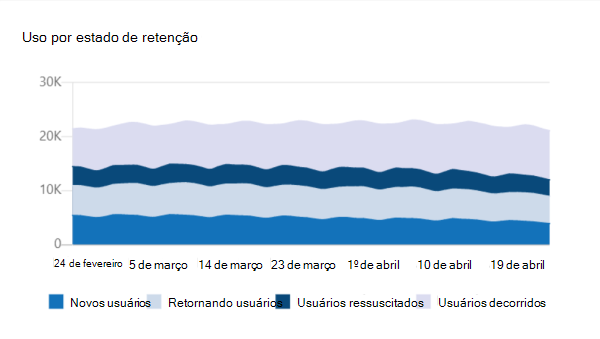 Uso por estado de retenção
30K
20K
10K
0
24 de fevereiro 5 de março 14 de março 23 de março 1º de abril 10 de abril 19 de abril
Novos usuários Retornando usuários Usuários ressuscitados Usuários decorridos